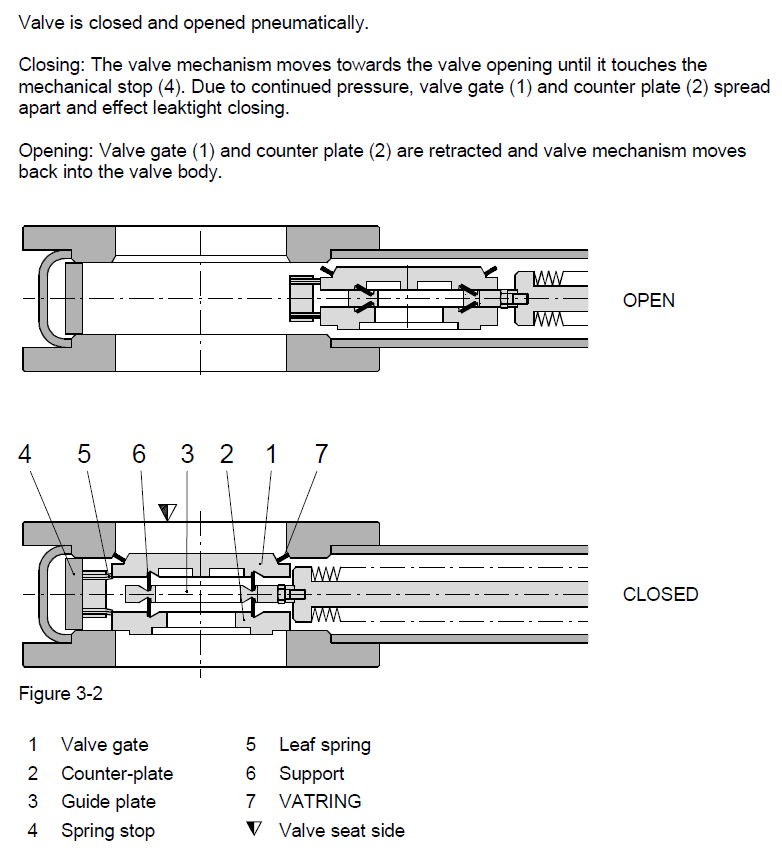 Valve is closed and opened pneumatically.
Closing: The valve mechanism moves towards the valve opening until it touches the
mechanical stop (4). Due to continued pressure, valve gate (1) and counter plate (2) spread
apart and effect leaktight closing.
Opening: Valve gate (1) and counter plate (2) are retracted and valve mechanism moves
back into the valve body.
OPEN
4 5 6 3 2 1 7
CLOSED
Figure 3-2
1 Valve gate 5 Leaf spring
2 Counter-plate 6 Support
3 Guide plate 7 VATRING
4 Spring stop Valve seat side